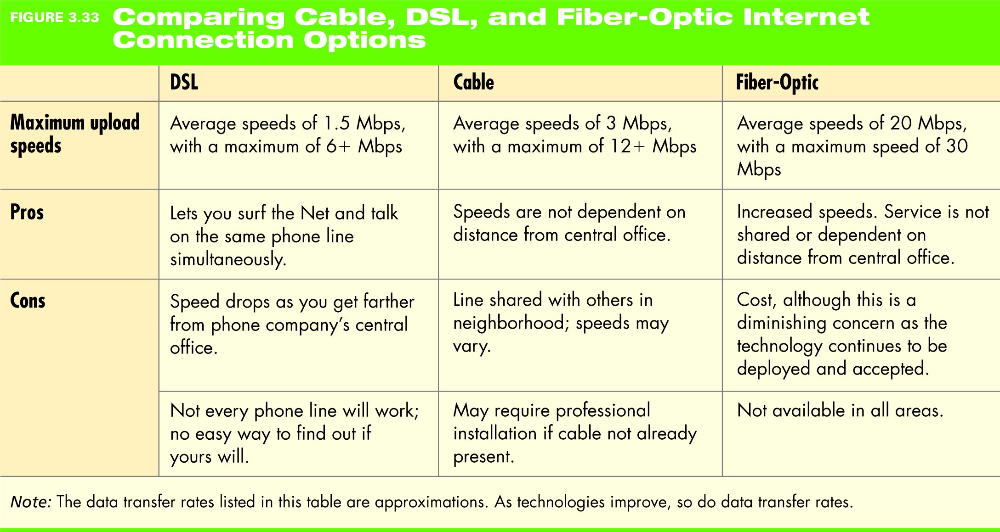 FIGURE 3.33 Comparing Cable, DSL, and Fiber-Optic Internet
Connection Options
DSL
Cable
Fiber-Optic
Maximum upload
speeds
Average speeds of 1.5 Mbps,
with a maximum of 6+ Mbps
Average speeds of 3 Mbps,
with a maximum of 12+ Mbps
Average speeds of 20 Mbps,
with a maximum speed of 30
Mbps
Pros
Lets you surf the Net and talk
on the same phone line
simultaneously.
Speeds are not dependent on
distance from central office.
Increased speeds. Service is not
shared or dependent on
distance from central office.
Cons
Speed drops as you get farther
from phone company's central
office.
Line shared with others in
neighborhood; speeds may
vary.
Cost, although this is a
diminishing concern as the
technology continues to be
deployed and accepted.
Not every phone line will work;
no easy way to find out if
yours will.
May require professional
installation if cable not already
present.
Not available in all areas.
Note: The data transfer rates listed in this table are approximations. As technologies improve, so do data transfer rates.